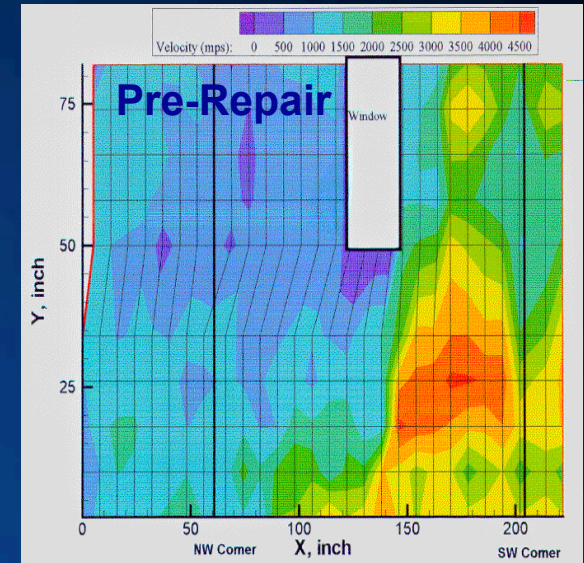 Velocity (mps): 0 500 1000 1500 2000 2500 3000 3500 4000 4500
Pre-Repair
Window
75
50
25
Y, inch
0 50 100 150 200
NW Corner X, inch SW Corner